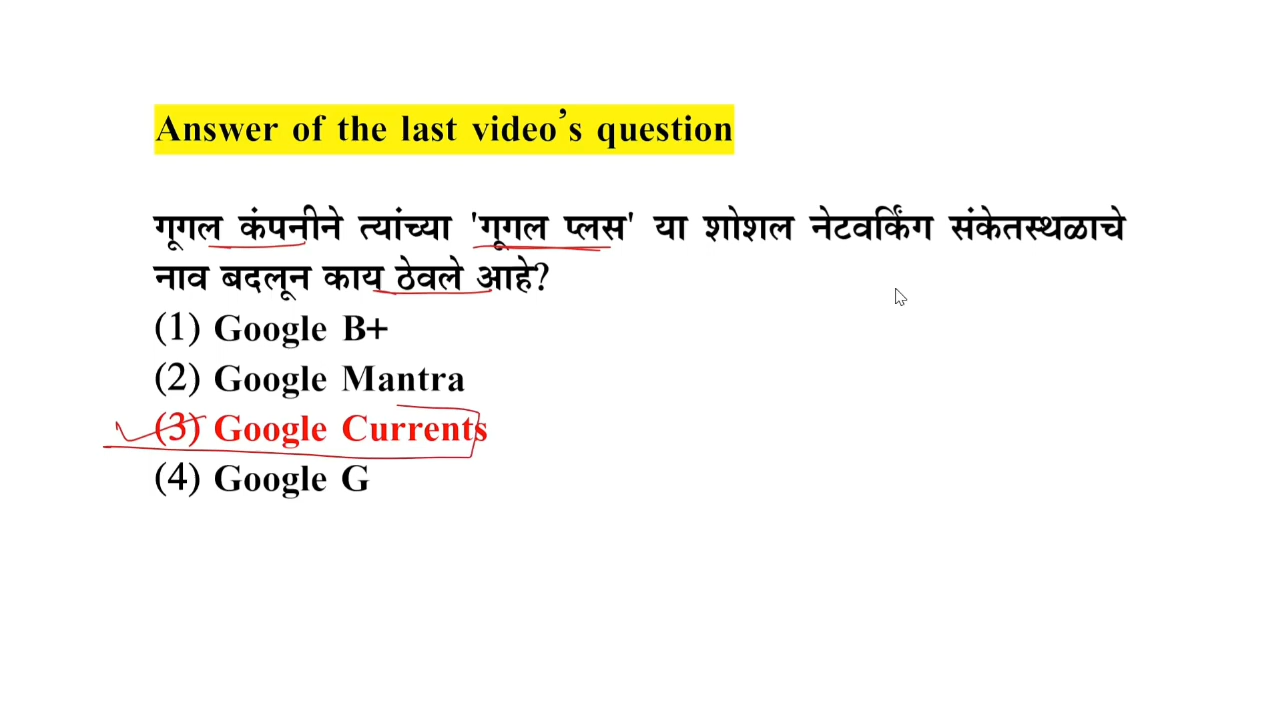 Answer of the last video's question
गूगल कंपनीने त्यांच्या 'गूगल प्लस' या शोशल नेटवर्किंग संकेतस्थळाचे
नाव बदलून काय ठेवले आहे?
(1) Google B+
(2) Google Mantra
(3) Google Currents
(4) Google G